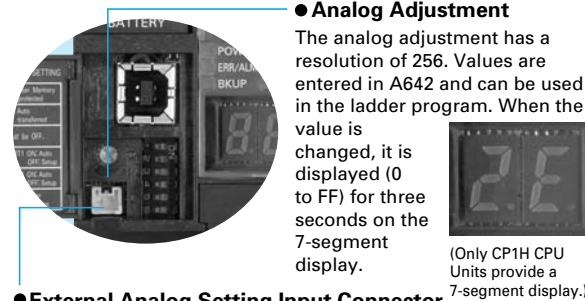 ● Analog Adjustment
The analog adjustment has a
resolution of 256. Values are
entered in A642 and can be used
in the ladder program. When the
value is
changed, it is
displayed (0
to FF) for three
seconds on the
7-segment
display.
2E
(Only CP1H CPU
Units provide a
7-segment display.)
BATTERY
POW
ERR/ALM
BKUP
SETTING
●External Analog Setting Input Connector